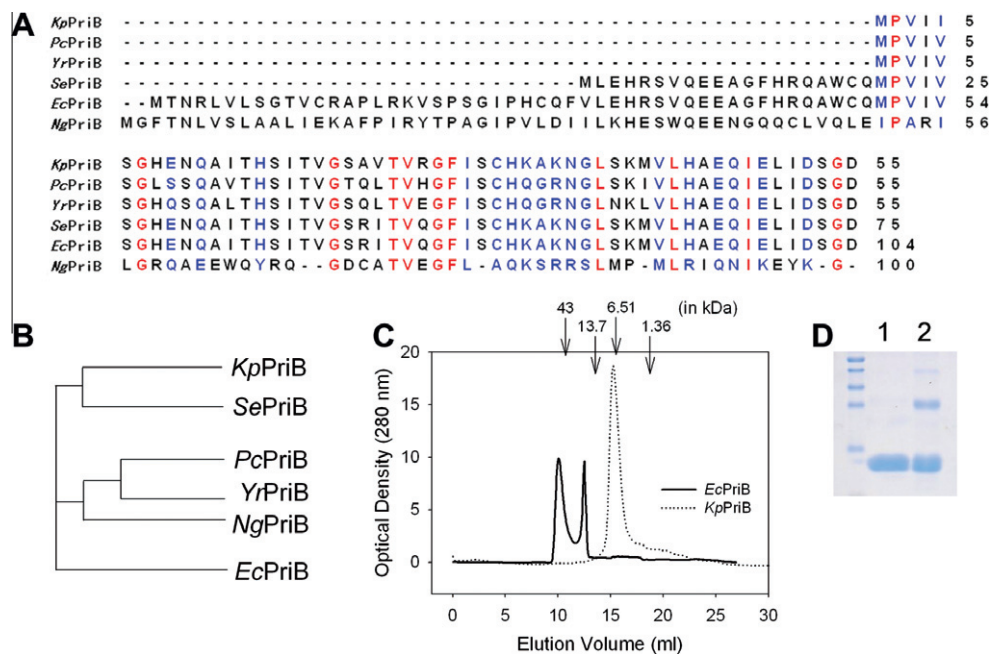 A
KpPriB ---------------------------------------------------MPVII 5
PcPriB ---------------------------------------------------MPVIV 5
YrPriB ---------------------------------------------------MPVIV 5
SePriB -------------------------------MLEHRSVQEEAGFHRQAWCQMPVIV 25
EcPriB --MTNRLVLSGTVCRAPLRKVSPSGIPHCQFVLEHRSVQEEAGFHRQAWCQMPVIV 54
NgPriB MGFTNLVSLAALIEKAFPIRYTPAGIPVLDIILKHESWQEENGQQCLVQLEIPARI 56
KpPriB SGHENQAITHSITVGSAVTVRGFISCHKAKNGLSKMVLHAEQIELIDSGD 55
PcPriB SGLSSQAVTHSITVGTQLTVHGFISCHQGRNGLSKIVLHAEQIELIDSGD 55
YrPriB SGHQSQALTHSITVGSQLTVEGFISCHQGRNGLNKLVLHAEQIELIDSGD 55
SePriB SGHENQAITHSITVGSRITVQGFISCHKAKNGLSKMVLHAEQIELIDSGD 75
EcPriB SGHENQAITHSITVGSRITVQGFISCHKAKNGLSKMVLHAEQIELIDSGD 104
NgPriB LGRQAEEWQYRQ--GDCATVEGFL-AQKSRRSLMP-MLRIQNIKEYK-G- 100
B
KpPriB
SePriB
PcPriB
YrPriB
NgPriB
EcPriB
C
43 6.51 (in kDa)
13.7 1.36
Optical Density (280 nm)
20
15
10
5
0
EcPriB
KpPriB
0 5 10 15 20 25 30
Elution Volume (ml)
D
1 2